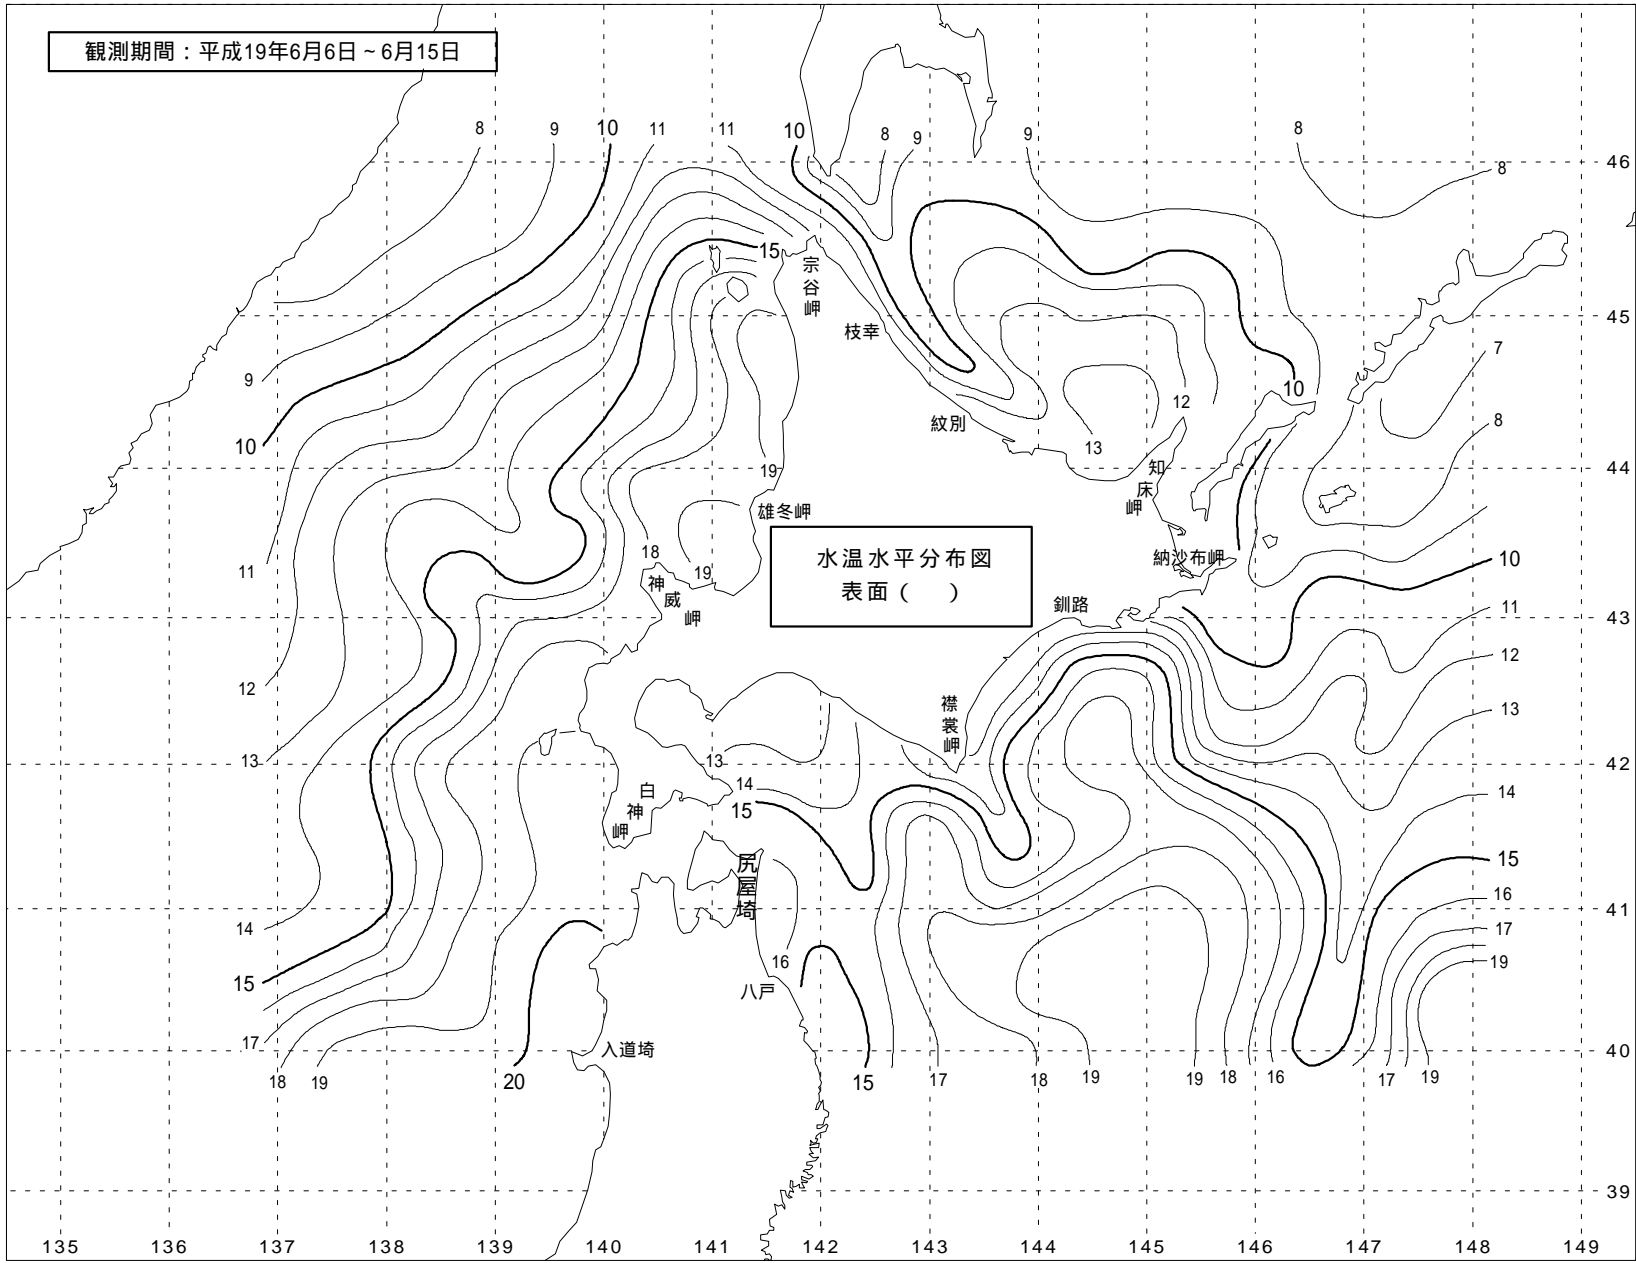 観測期間：平成19年6月6日～6月15日
8 9 10 11 11 10 8 9 9 8
46
8
15
宗谷岬
45
枝幸
7
9
10
12
紋別
8
10
13
44
19
知床岬
雄冬岬
水温水平分布図
表面（　）
18
納沙布岬
10
11
19
神威岬
釧路
11
43
12
12
襟裳岬
13
13
13
42
14
白神岬
14
15
尻屋埼
15
16
14
41
17
16
19
15
八戸
17
入道埼
40
18 19 20 15 17 18 19 19 18 16 17 19
39
135 136 137 138 139 140 141 142 143 144 145 146 147 148 149